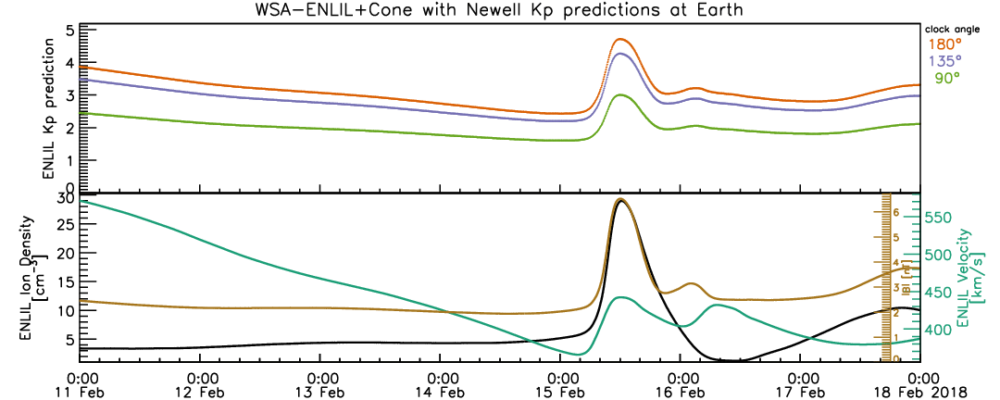 WSA-ENLIL+Cone with Newell Kp predictions at Earth
clock angle
180°
135°
90°
ENLIL Kp prediction
5
4
3
2
1
0
ENLIL Ion Density
[cm⁻³]
30
25
20
15
10
5
6
5
4
3
2
1
0
|B| [nT]
550
500
450
400
ENLIL Velocity
[km/s]
0:00 0:00 0:00 0:00 0:00 0:00 0:00 0:00
11 Feb 12 Feb 13 Feb 14 Feb 15 Feb 16 Feb 17 Feb 18 Feb 2018